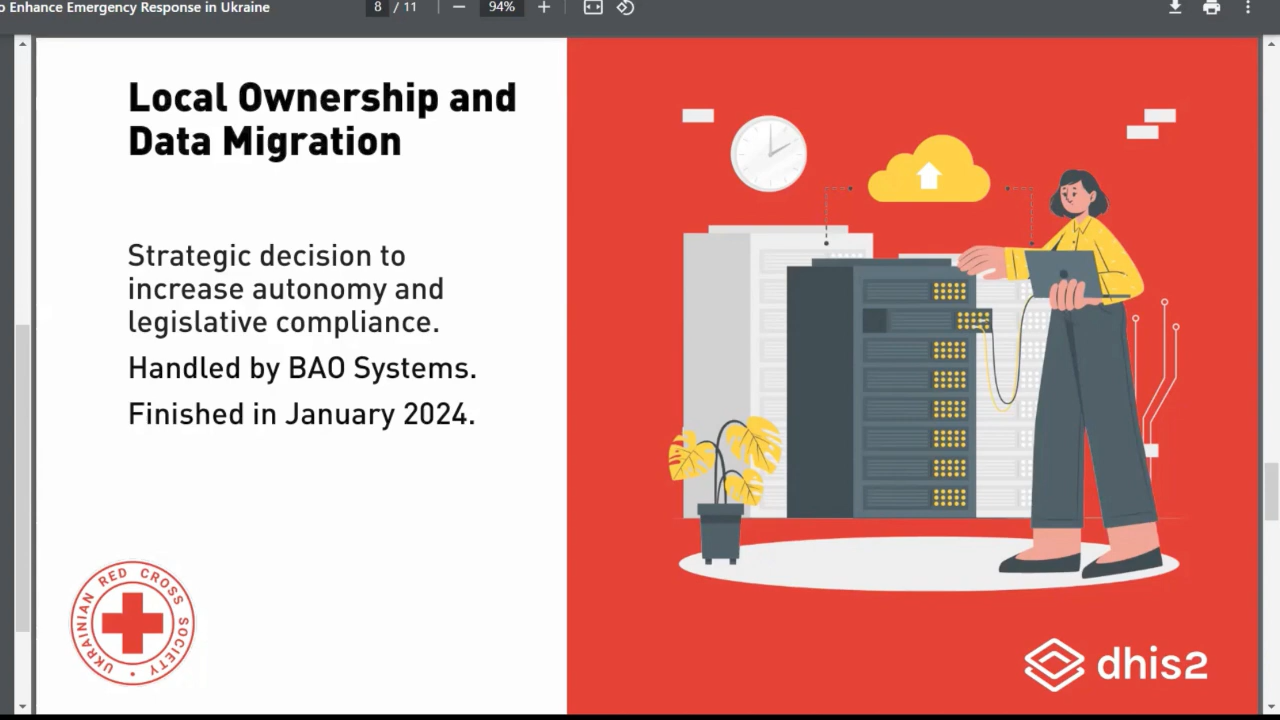 o Enhance Emergency Response in Ukraine
8 / 11
94%
Local Ownership and
Data Migration
Strategic decision to
increase autonomy and
legislative compliance.
Handled by BAO Systems.
Finished in January 2024.
UKRAINIAN RED CROSS SOCIETY
dhis2